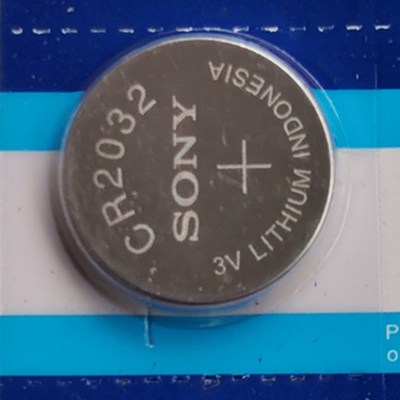 CR2032
SONY
+
3V LITHIUM INDONESIA
P
o